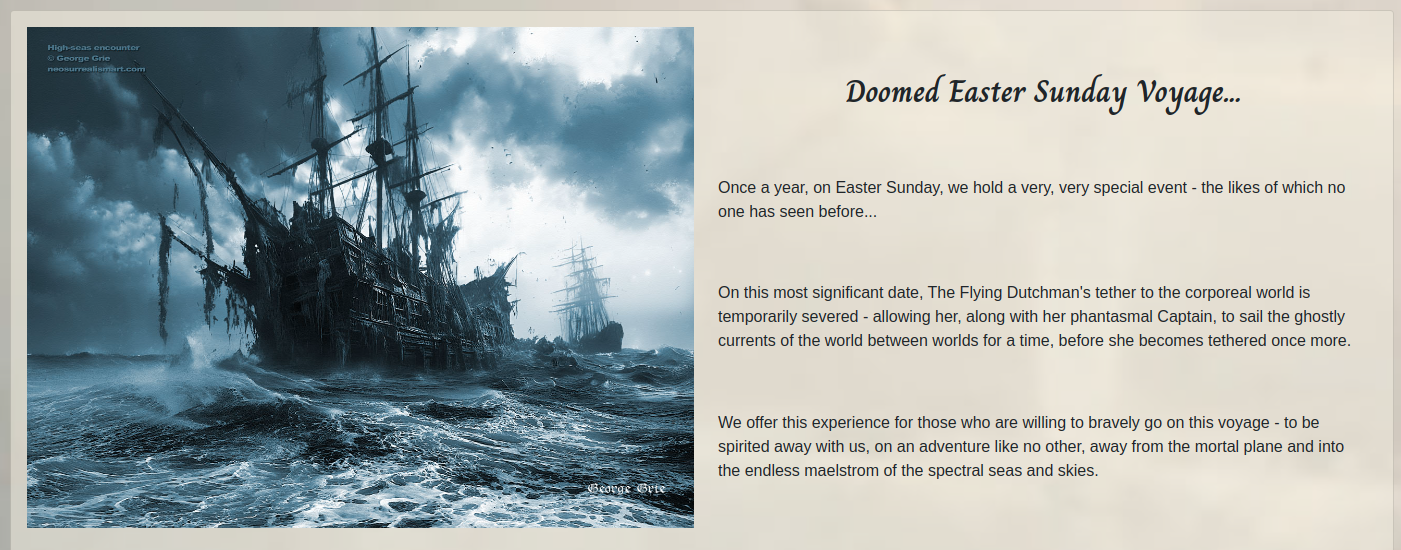 High-seas encounter
© George Grie
neosurrealismart.com
George Grie
Doomed Easter Sunday Voyage...
Once a year, on Easter Sunday, we hold a very, very special event - the likes of which no
one has seen before...
On this most significant date, The Flying Dutchman's tether to the corporeal world is
temporarily severed - allowing her, along with her phantasmal Captain, to sail the ghostly
currents of the world between worlds for a time, before she becomes tethered once more.
We offer this experience for those who are willing to bravely go on this voyage - to be
spirited away with us, on an adventure like no other, away from the mortal plane and into
the endless maelstrom of the spectral seas and skies.